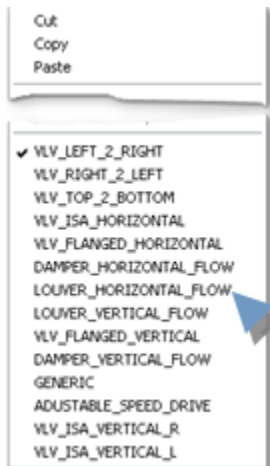 Cut
Copy
Paste
VLV_LEFT_2_RIGHT
VLV_RIGHT_2_LEFT
VLV_TOP_2_BOTTOM
VLV_ISA_HORIZONTAL
VLV_FLANGED_HORIZONTAL
DAMPER_HORIZONTAL_FLOW
LOUVER_HORIZONTAL_FLOW
LOUVER_VERTICAL_FLOW
VLV_FLANGED_VERTICAL
DAMPER_VERTICAL_FLOW
GENERIC
ADUSTABLE_SPEED_DRIVE
VLV_ISA_VERTICAL_R
VLV_ISA_VERTICAL_L